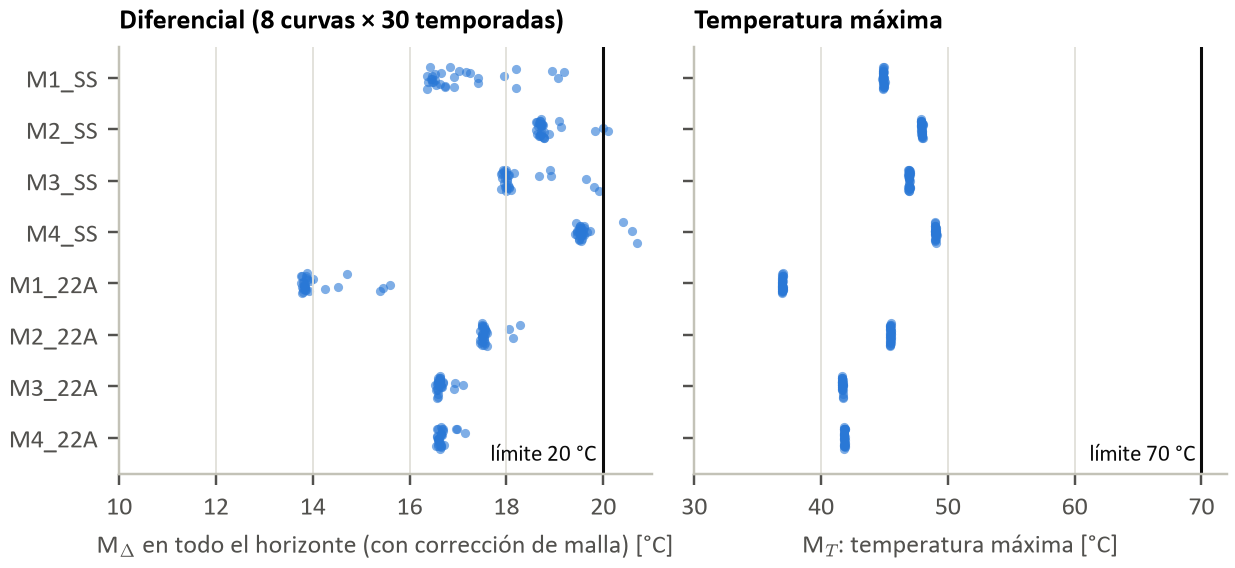 Diferencial (8 curvas × 30 temporadas)
M1_SS
M2_SS
M3_SS
M4_SS
M1_22A
M2_22A
M3_22A
M4_22A
límite 20 °C
10 12 14 16 18 20
M_Δ en todo el horizonte (con corrección de malla) [°C]
Temperatura máxima
límite 70 °C
30 40 50 60 70
M_T: temperatura máxima [°C]